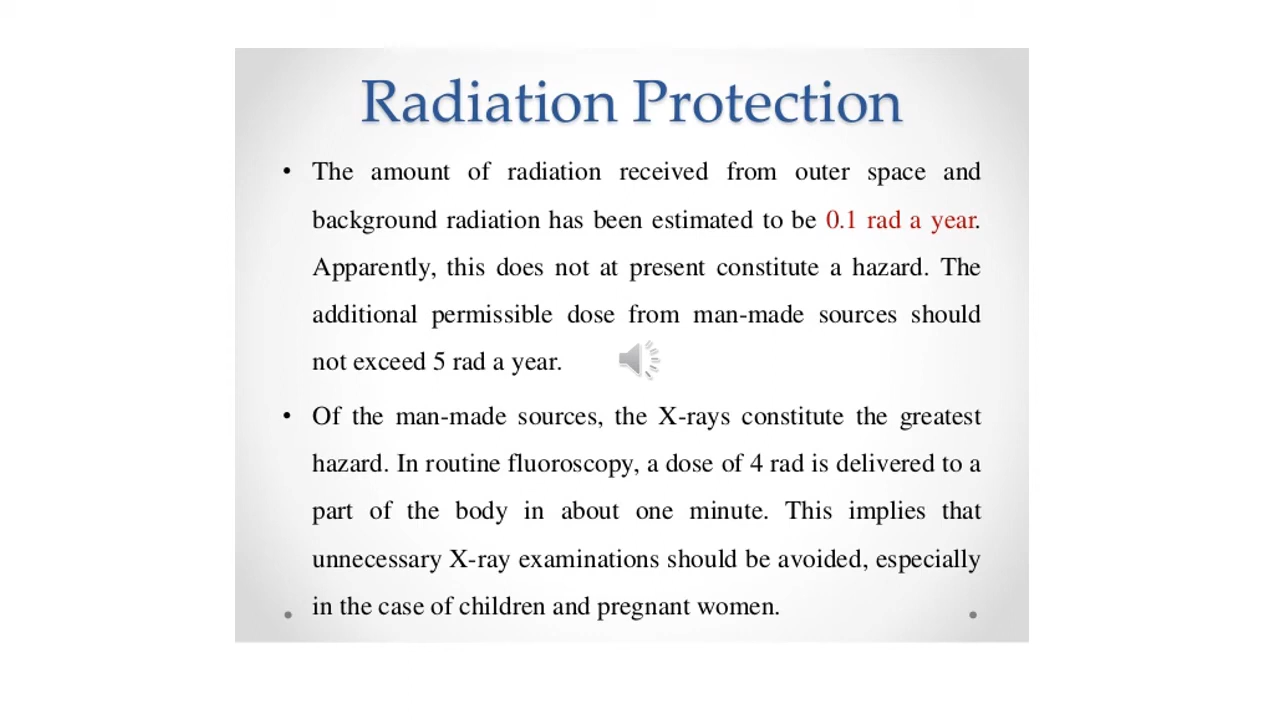 Radiation Protection
• The amount of radiation received from outer space and
background radiation has been estimated to be 0.1 rad a year.
Apparently, this does not at present constitute a hazard. The
additional permissible dose from man-made sources should
not exceed 5 rad a year.
• Of the man-made sources, the X-rays constitute the greatest
hazard. In routine fluoroscopy, a dose of 4 rad is delivered to a
part of the body in about one minute. This implies that
unnecessary X-ray examinations should be avoided, especially
in the case of children and pregnant women.